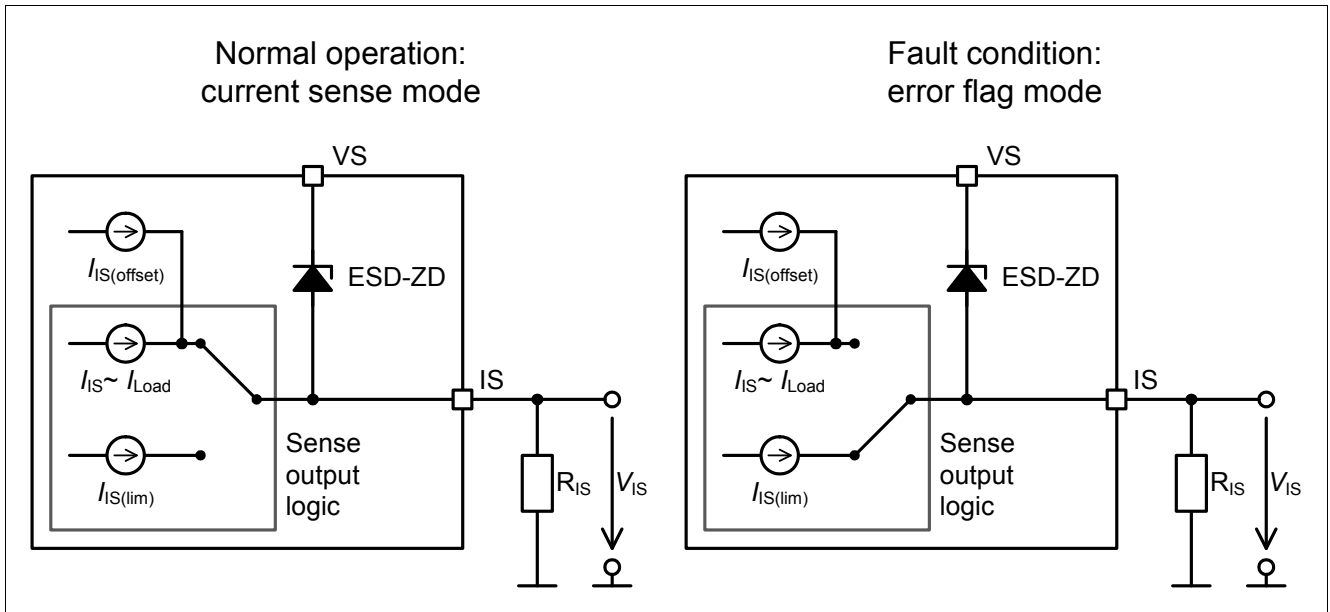 Normal operation:
current sense mode
VS
IIS(offset)
ESD-ZD
IIS~ ILoad
IS
IIS(lim)
Sense
output
logic
RIS
VIS
Fault condition:
error flag mode
VS
IIS(offset)
ESD-ZD
IIS~ ILoad
IS
IIS(lim)
Sense
output
logic
RIS
VIS